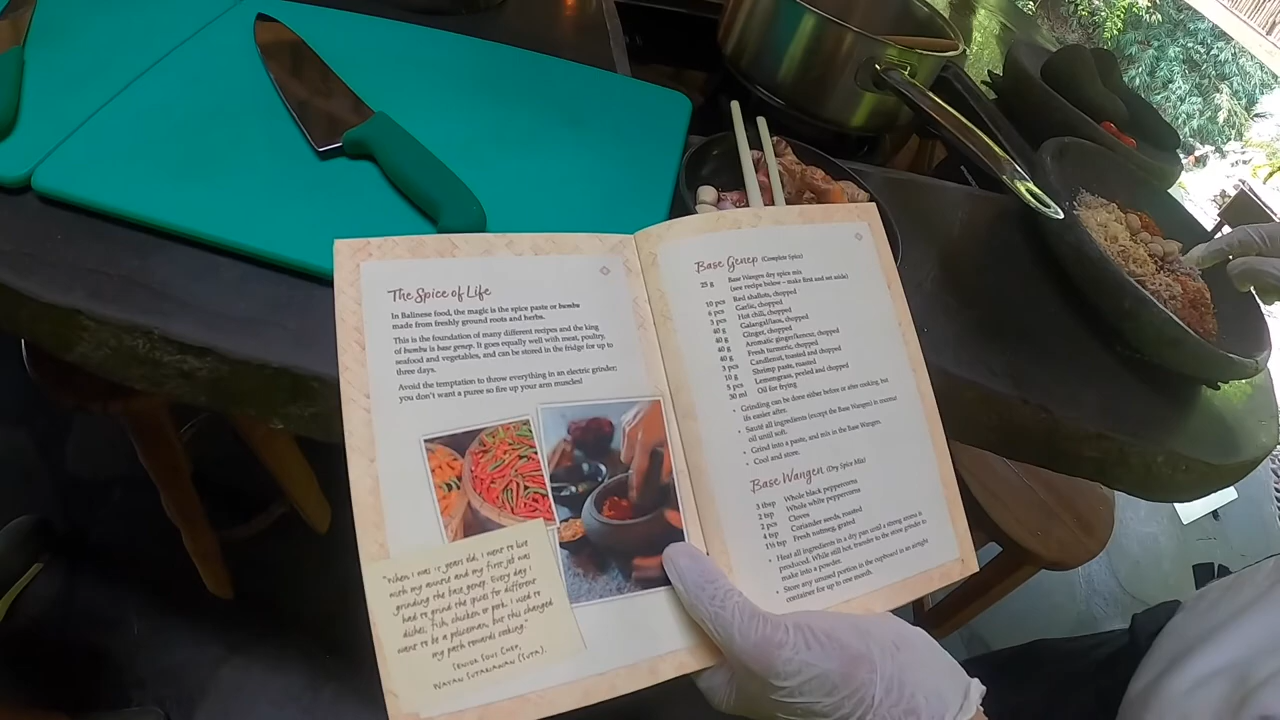 The Spice of Life
In Balinese food, the magic is the spice paste or bumbu
made from freshly ground roots and herbs.
This is the foundation of many different recipes and the king
of bumbu is base genep. It goes equally well with meat, poultry,
seafood and vegetables, and can be stored in the fridge for up to
three days.
Avoid the temptation to throw everything in an electric grinder;
you don't want a puree so fire up your arm muscles!
"When I was 15 years old, I went to live
with my auntie and my first job was
grinding the base genep. Every day I
had to grind the spices for different
dishes, fish, chicken or pork. I used to
want to be a policeman, but this changed
my path towards cooking."
Senior Sous Chef,
Wayan Sutariawan (Suta).
Base Genep (Complete Spice)
25 g Base Wangen dry spice mix
(see recipe below – make first and set aside)
10 pcs Red shallots, chopped
6 pcs Garlic, chopped
3 pcs Hot chili, chopped
40 g Galangal/laos, chopped
40 g Ginger, chopped
40 g Aromatic ginger/kencur, chopped
40 g Fresh turmeric, chopped
3 pcs Candlenut, toasted and chopped
10 g Shrimp paste, roasted
5 pcs Lemongrass, peeled and chopped
30 ml Oil for frying
• Grinding can be done either before or after cooking, but
its easier after.
• Sauté all ingredients (except the Base Wangen) in coconut
oil until soft.
• Grind into a paste, and mix in the Base Wangen.
• Cool and store.
Base Wangen (Dry Spice Mix)
3 tbsp Whole black peppercorns
2 tsp Whole white peppercorns
2 pcs Cloves
4 tsp Coriander seeds, roasted
1½ tsp Fresh nutmeg, grated
• Heat all ingredients in a dry pan until a strong aroma is
produced. While still hot, transfer to the stone grinder to
make into a powder.
• Store any unused portion in the cupboard in an airtight
container for up to one month.